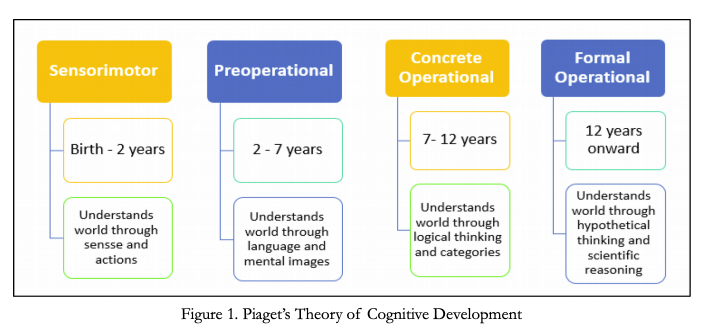 Sensorimotor
Preoperational
Concrete
Operational
Formal
Operational
Birth - 2 years
2 - 7 years
7- 12 years
12 years
onward
Understands
world through
sensse and
actions
Understands
world through
language and
mental images
Understands
world through
logical thinking
and categories
Understands
world through
hypothetical
thinking and
scientific
reasoning
Figure 1. Piaget's Theory of Cognitive Development